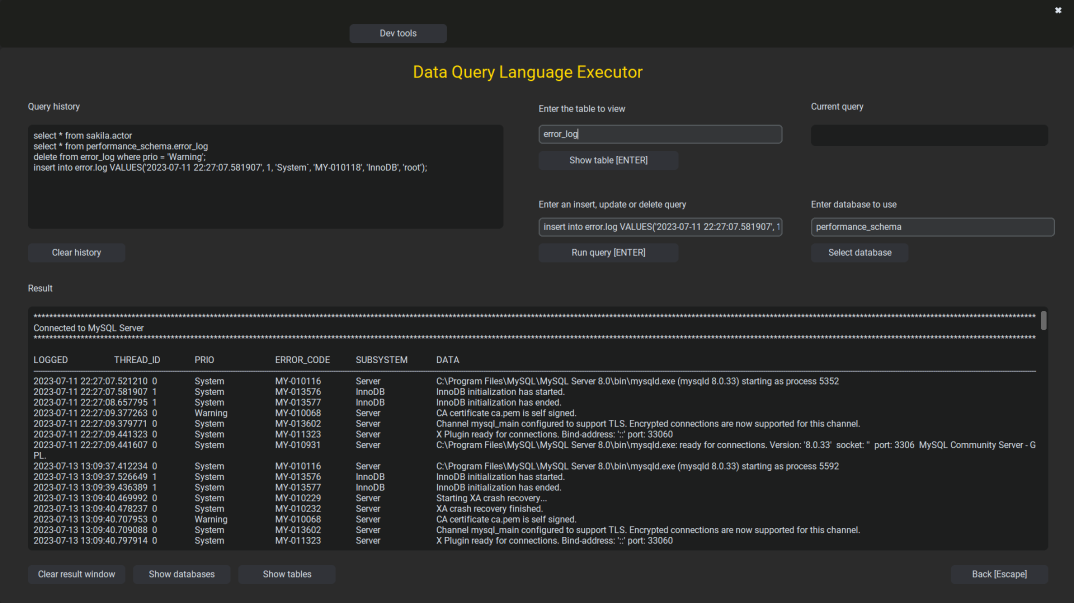 ✖
Dev tools
Data Query Language Executor
Query history
select * from sakila.actor
select * from performance_schema.error_log
delete from error_log where prio = 'Warning';
insert into error.log VALUES('2023-07-11 22:27:07.581907', 1, 'System', 'MY-010118', 'InnoDB', 'root');
Clear history
Enter the table to view
error_log
Show table [ENTER]
Current query
Enter an insert, update or delete query
insert into error.log VALUES('2023-07-11 22:27:07.581907', 1
Run query [ENTER]
Enter database to use
performance_schema
Select database
Result
Connected to MySQL Server
LOGGED THREAD_ID PRIO ERROR_CODE SUBSYSTEM DATA
2023-07-11 22:27:07.521210 0 System MY-010116 Server C:\Program Files\MySQL\MySQL Server 8.0\bin\mysqld.exe (mysqld 8.0.33) starting as process 5352
2023-07-11 22:27:07.581907 1 System MY-013576 InnoDB InnoDB initialization has started.
2023-07-11 22:27:08.657795 1 System MY-013577 InnoDB InnoDB initialization has ended.
2023-07-11 22:27:09.377263 0 Warning MY-010068 Server CA certificate ca.pem is self signed.
2023-07-11 22:27:09.379771 0 System MY-013602 Server Channel mysql_main configured to support TLS. Encrypted connections are now supported for this channel.
2023-07-11 22:27:09.441323 0 System MY-011323 Server X Plugin ready for connections. Bind-address: '::' port: 33060
2023-07-11 22:27:09.441607 0 System MY-010931 Server C:\Program Files\MySQL\MySQL Server 8.0\bin\mysqld.exe: ready for connections. Version: '8.0.33' socket: '' port: 3306 MySQL Community Server - G
PL.
2023-07-13 13:09:37.412234 0 System MY-010116 Server C:\Program Files\MySQL\MySQL Server 8.0\bin\mysqld.exe (mysqld 8.0.33) starting as process 5592
2023-07-13 13:09:37.526649 1 System MY-013576 InnoDB InnoDB initialization has started.
2023-07-13 13:09:39.436389 1 System MY-013577 InnoDB InnoDB initialization has ended.
2023-07-13 13:09:40.469992 0 System MY-010229 Server Starting XA crash recovery...
2023-07-13 13:09:40.478237 0 System MY-010232 Server XA crash recovery finished.
2023-07-13 13:09:40.707953 0 Warning MY-010068 Server CA certificate ca.pem is self signed.
2023-07-13 13:09:40.709088 0 System MY-013602 Server Channel mysql_main configured to support TLS. Encrypted connections are now supported for this channel.
2023-07-13 13:09:40.797914 0 System MY-011323 Server X Plugin ready for connections. Bind-address: '::' port: 33060
Clear result window
Show databases
Show tables
Back [Escape]